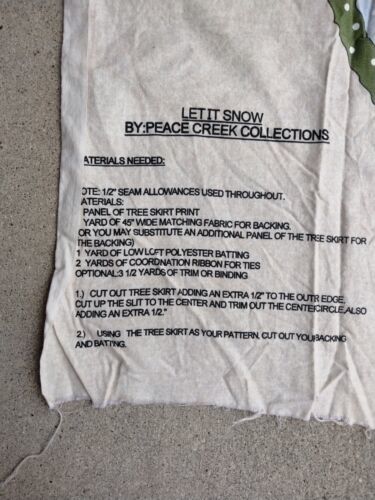 LET IT SNOW
BY:PEACE CREEK COLLECTIONS
ATERIALS NEEDED:
OTE: 1/2" SEAM ALLOWANCES USED THROUGHOUT.
ATERIALS:
PANEL OF TREE SKIRT PRINT
YARD OF 45" WIDE MATCHING FABRIC FOR BACKING.
OR YOU MAY SUBSTITUTE AN ADDITIONAL PANEL OF THE TREE SKIRT FOR
THE BACKING)
1 YARD OF LOW LOFT POLYESTER BATTING
2 YARDS OF COORDNATION RIBBON FOR TIES
OPTIONAL:3 1/2 YARDS OF TRIM OR BINDING
1.) CUT OUT TREE SKIRT ADDING AN EXTRA 1/2" TO THE OUTR EDGE.
CUT UP THE SLIT TO THE CENTER AND TRIM OUT THE CENTECIRCLE,ALSO
ADDING AN EXTRA 1/2."
2.) USING THE TREE SKIRT AS YOUR PATTERN, CUT OUT YOURBACKING
AND BATTING.